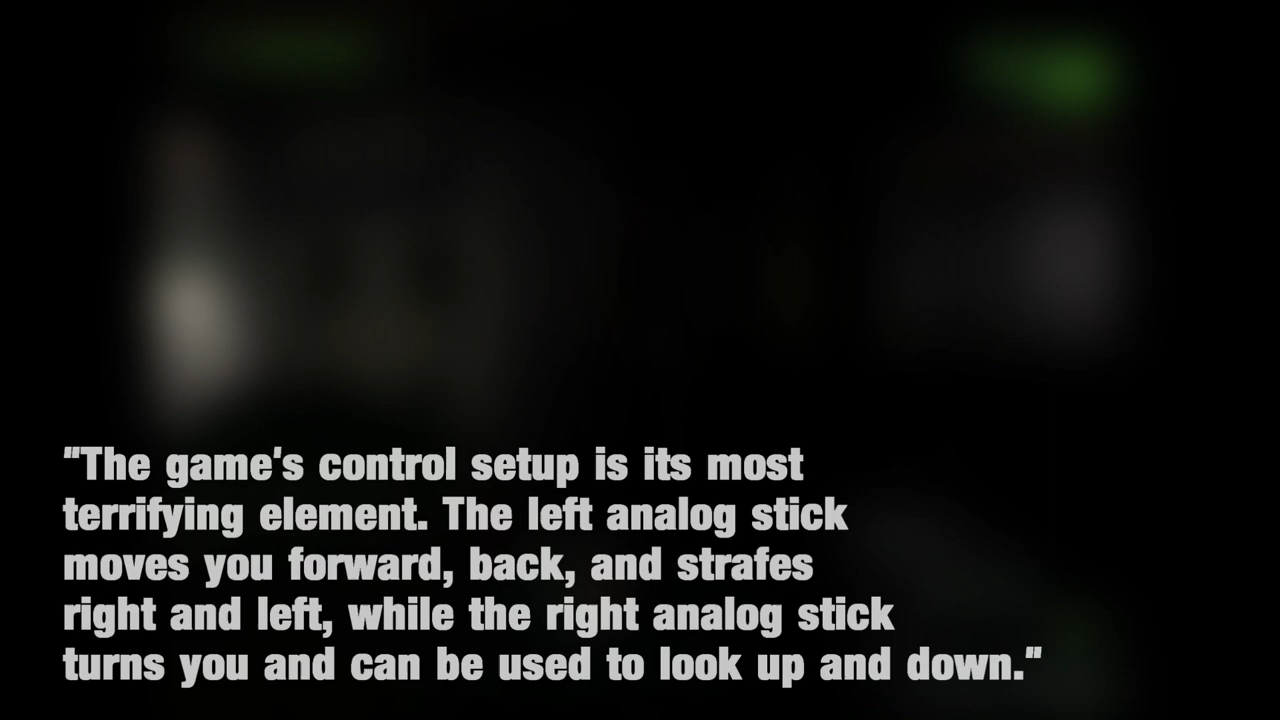 "The game's control setup is its most
terrifying element. The left analog stick
moves you forward, back, and strafes
right and left, while the right analog stick
turns you and can be used to look up and down."